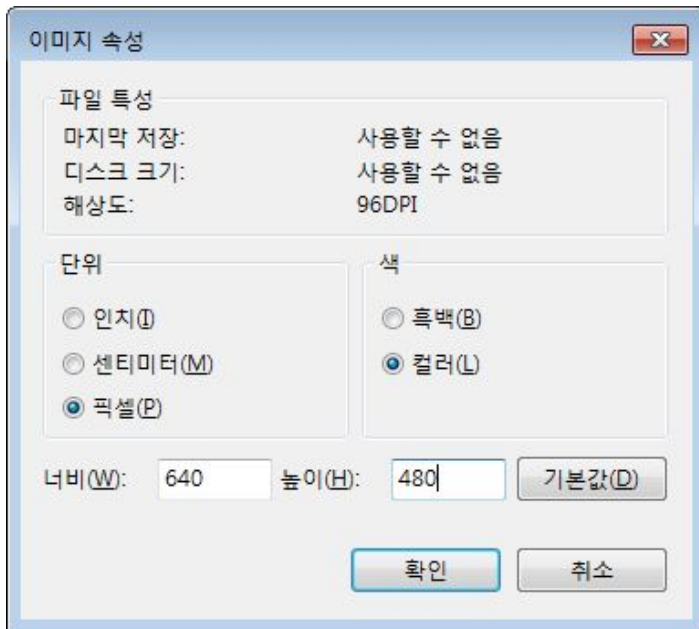 이미지 속성
파일 특성
마지막 저장: 사용할 수 없음
디스크 크기: 사용할 수 없음
해상도: 96DPI
단위
인치(I)
센티미터(M)
픽셀(P)
색
흑백(B)
컬러(L)
너비(W): 640 높이(H): 480 기본값(D)
확인 취소